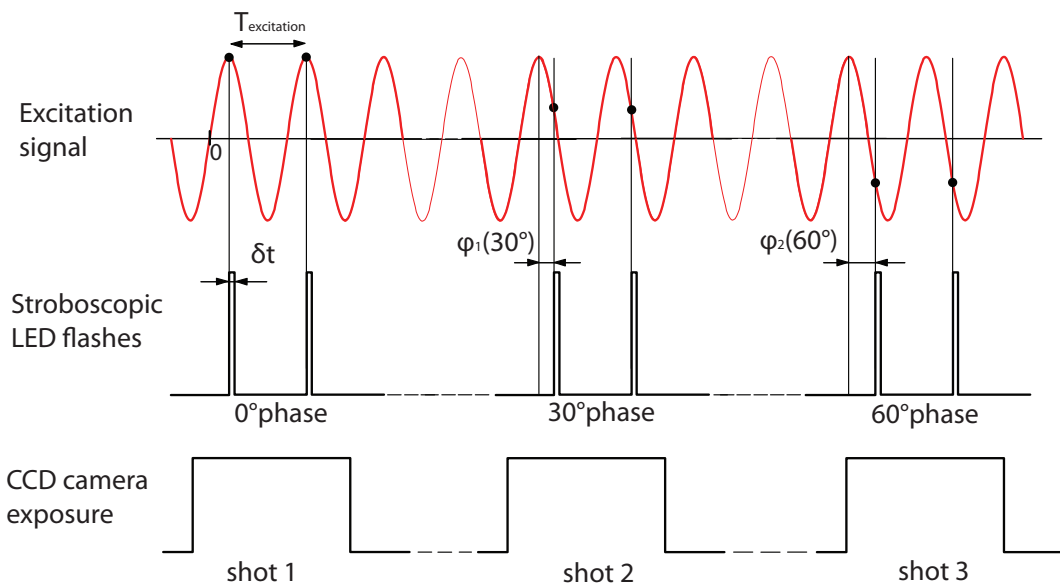 T excitation
Excitation
signal
0
δt
φ₁(30°)
φ₂(60°)
Stroboscopic
LED flashes
0°phase
30°phase
60°phase
CCD camera
exposure
shot 1
shot 2
shot 3